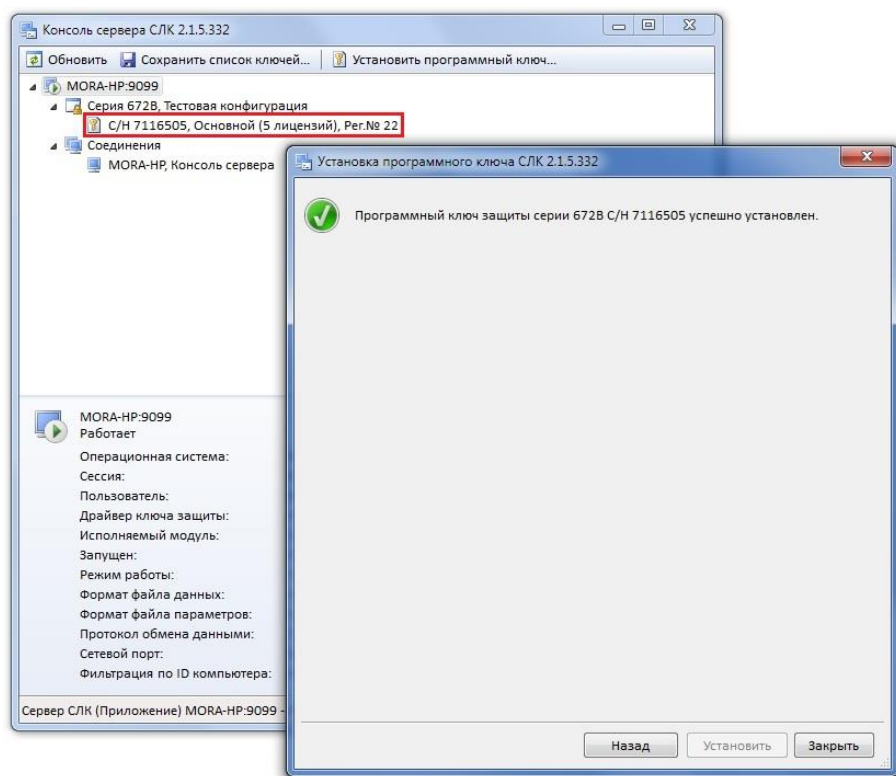 Консоль сервера СЛК 2.1.5.332
Обновить Сохранить список ключей... Установить программный ключ...
MORA-HP:9099
Серия 672B, Тестовая конфигурация
С/Н 7116505, Основной (5 лицензий), Рег.№ 22
Соединения
MORA-HP, Консоль сервера
Установка программного ключа СЛК 2.1.5.332
Программный ключ защиты серии 672B С/Н 7116505 успешно установлен.
MORA-HP:9099
Работает
Операционная система:
Сессия:
Пользователь:
Драйвер ключа защиты:
Исполняемый модуль:
Запущен:
Режим работы:
Формат файла данных:
Формат файла параметров:
Протокол обмена данными:
Сетевой порт:
Фильтрация по ID компьютера:
Сервер СЛК (Приложение) MORA-HP:9099 -
Назад Установить Закрыть